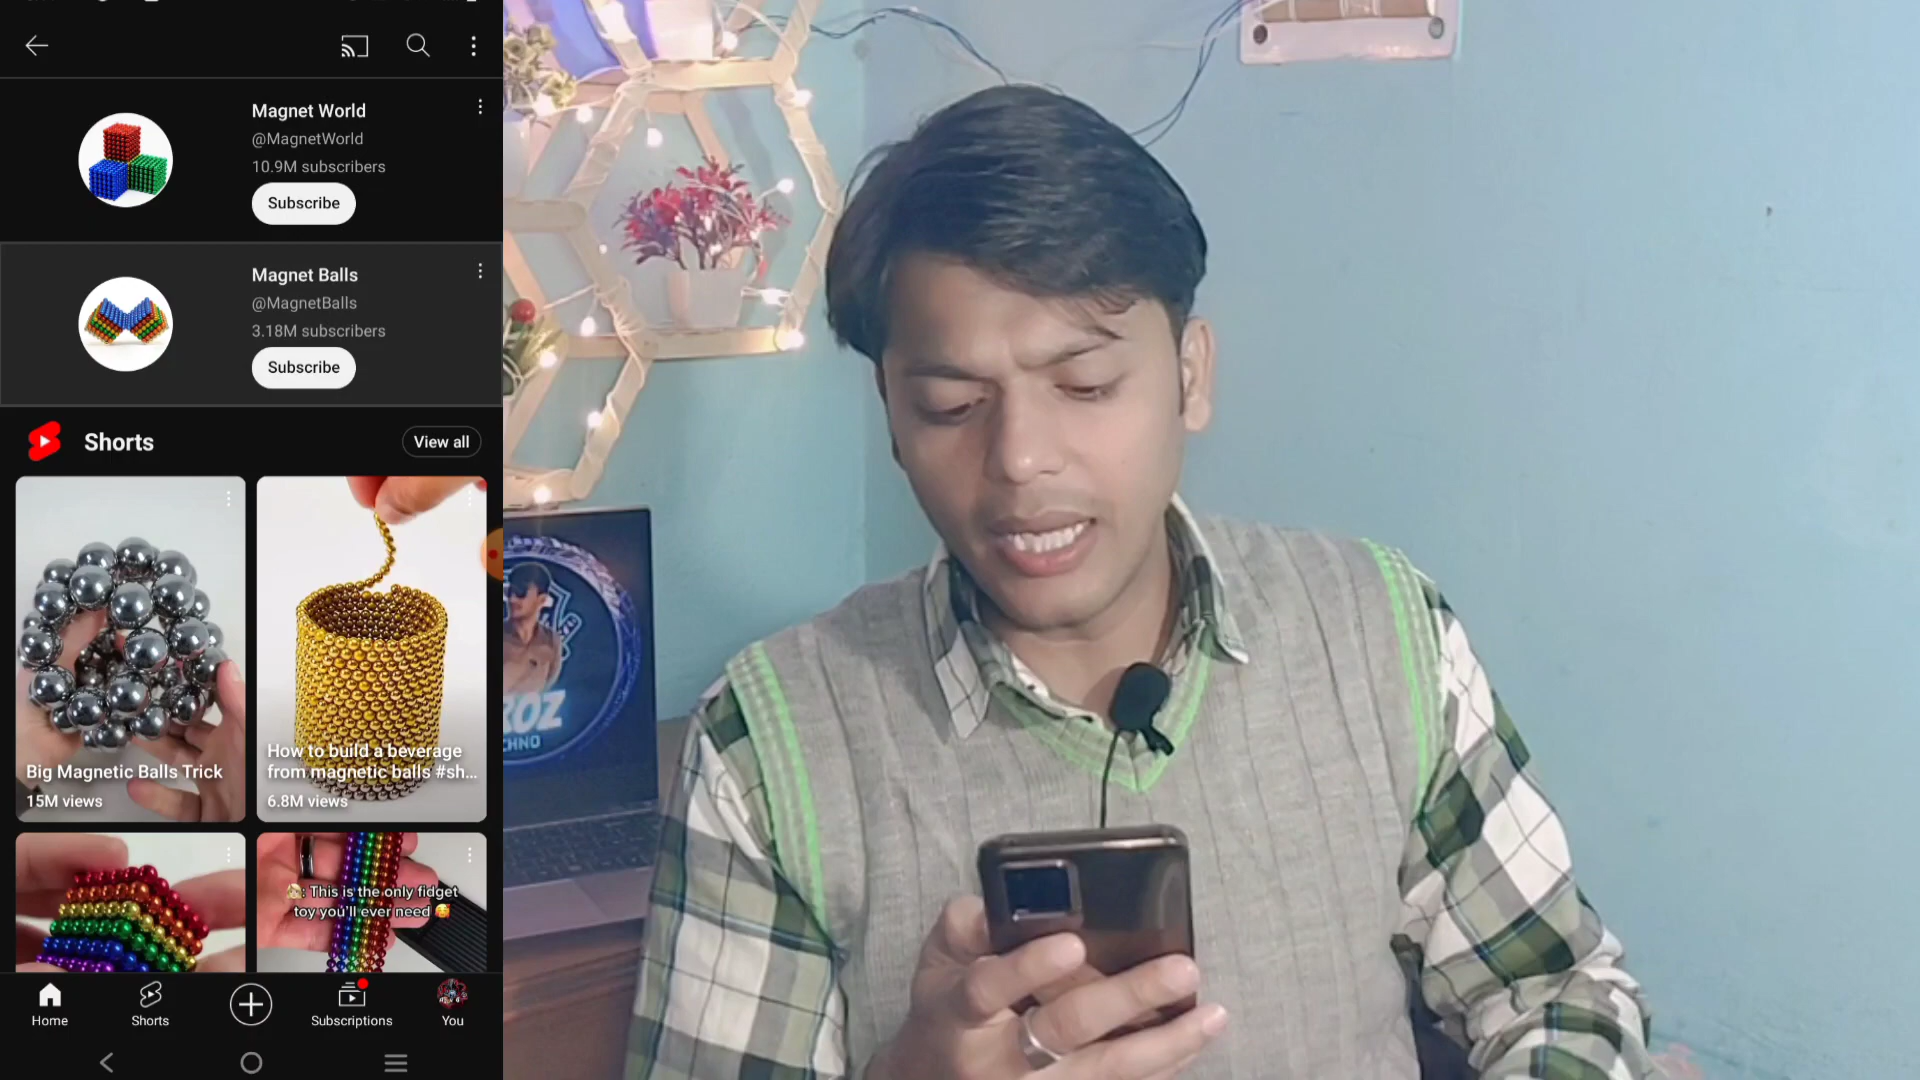 Magnet World
@MagnetWorld
10.9M subscribers
Subscribe
Magnet Balls
@MagnetBalls
3.18M subscribers
Subscribe
Shorts
View all
Big Magnetic Balls Trick
15M views
How to build a beverage
from magnetic balls #sh...
6.8M views
: This is the only fidget
toy you'll ever need
Home
Shorts
Subscriptions
You